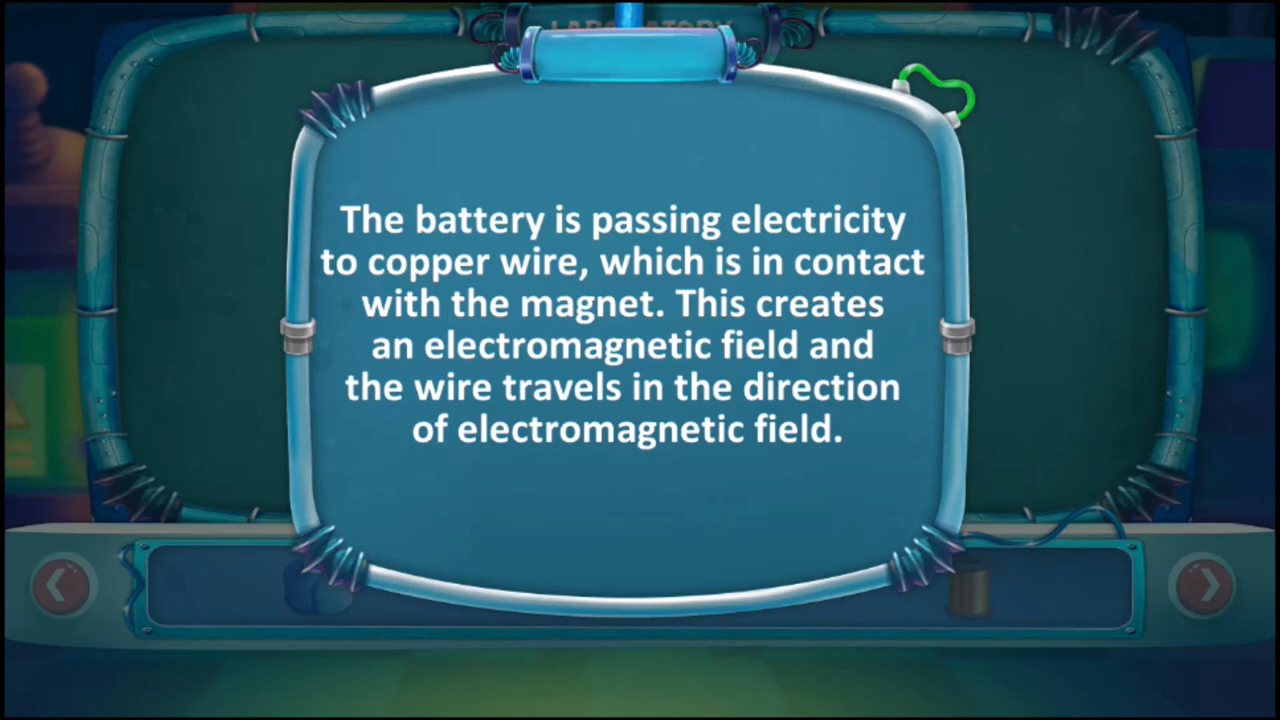 LABORATORY
The battery is passing electricity
to copper wire, which is in contact
with the magnet. This creates
an electromagnetic field and
the wire travels in the direction
of electromagnetic field.